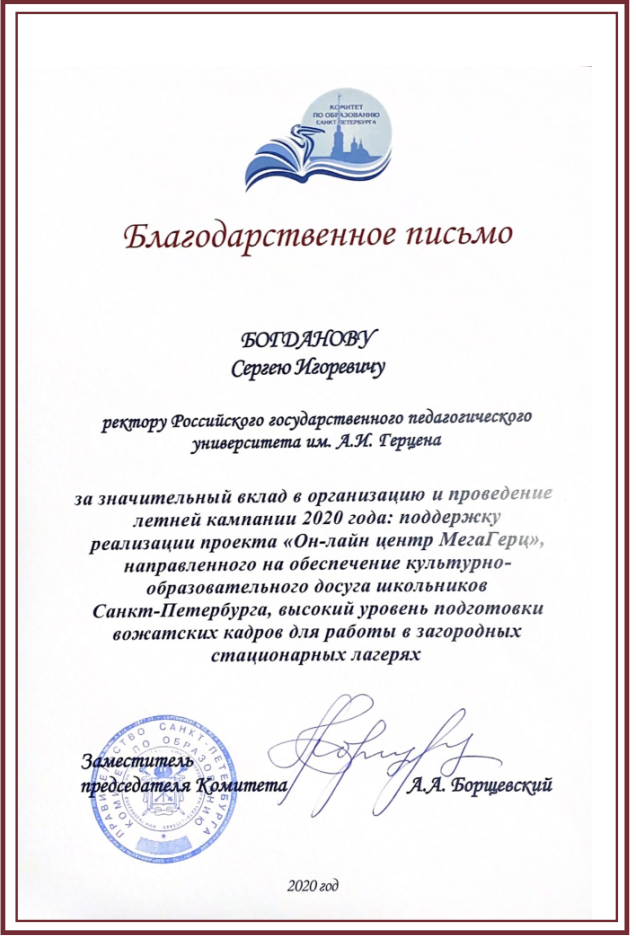 КОМИТЕТ
ПО ОБРАЗОВАНИЮ
САНКТ-ПЕТЕРБУРГА
Благодарственное письмо
БОГДАНОВУ
Сергею Игоревичу
ректору Российского государственного педагогического
университета им. А.И. Герцена
за значительный вклад в организацию и проведение
летней кампании 2020 года: поддержку
реализации проекта «Он-лайн центр МегаГерц»,
направленного на обеспечение культурно-
образовательного досуга школьников
Санкт-Петербурга, высокий уровень подготовки
вожатских кадров для работы в загородных
стационарных лагерях
ПРАВИТЕЛЬСТВО САНКТ-ПЕТЕРБУРГА
КОМИТЕТ ПО ОБРАЗОВАНИЮ
Заместитель
председателя Комитета
А.А. Борщевский
2020 год